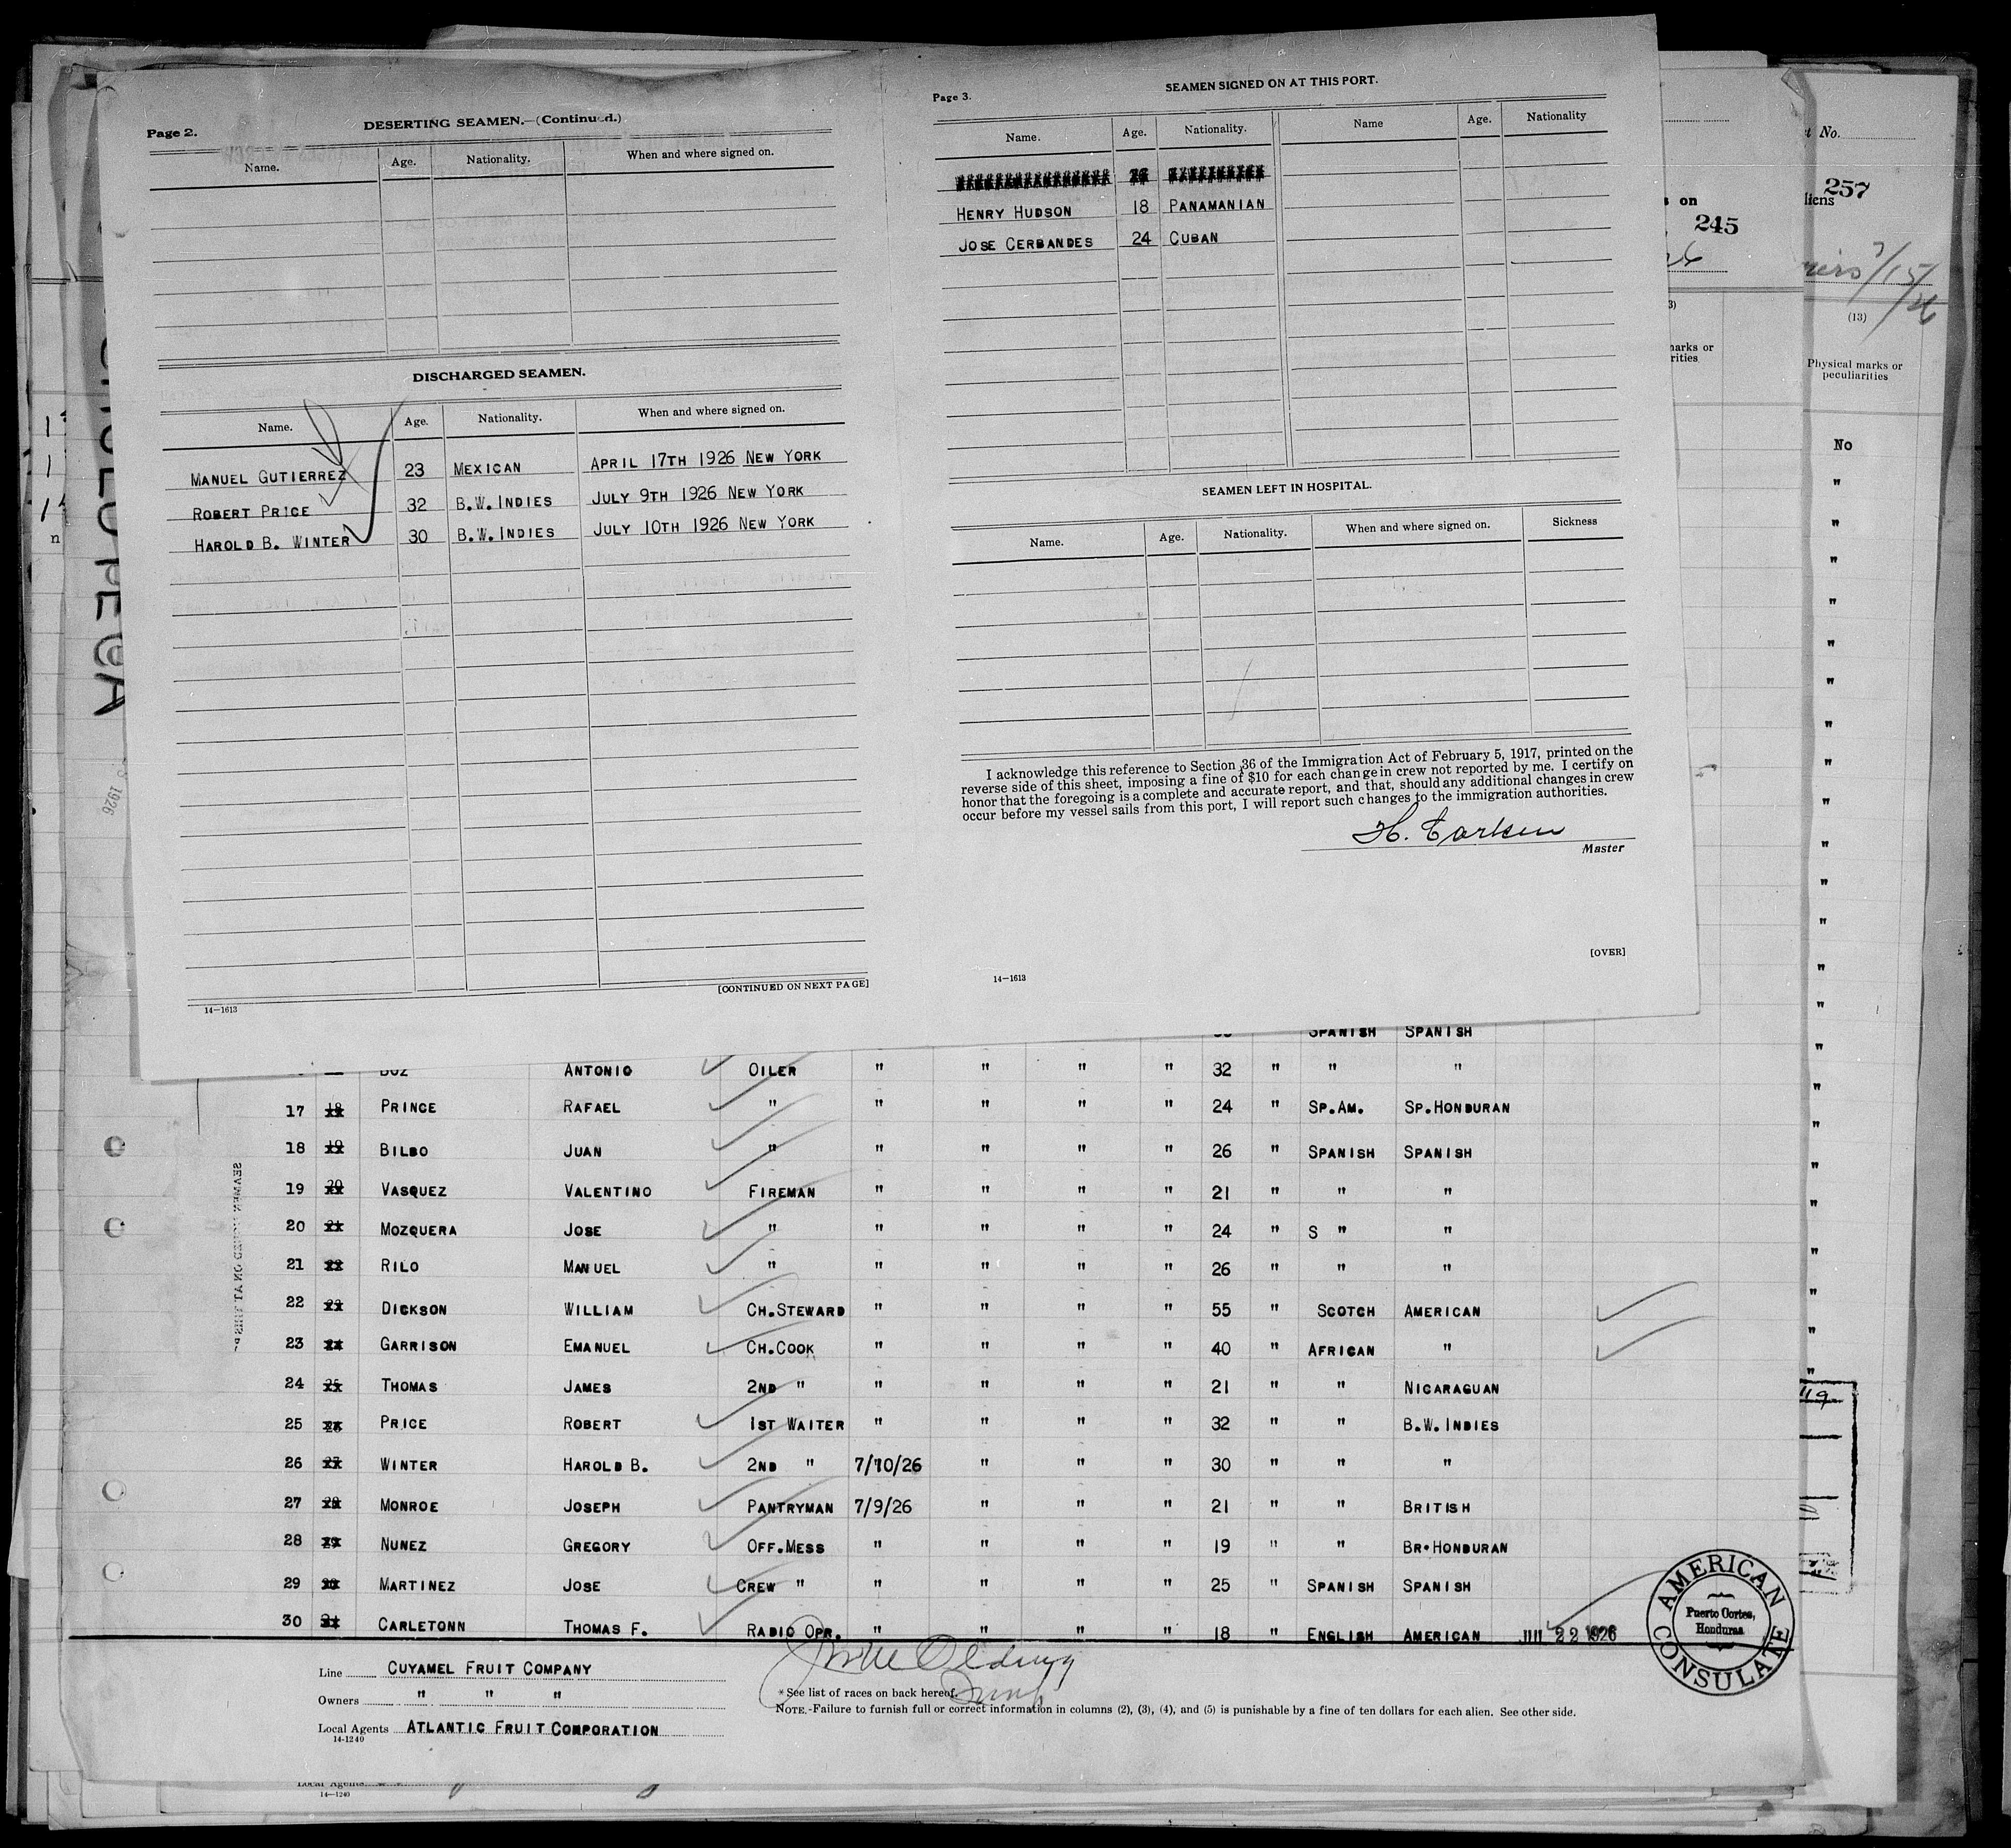 Page 2.
DESERTING SEAMEN.—(Continued.)
Name. Age. Nationality. When and where signed on.
DISCHARGED SEAMEN.
Name. Age. Nationality. When and where signed on.
MANUEL GUTIERREZ 23 MEXICAN APRIL 17TH 1926 NEW YORK
ROBERT PRICE 32 B.W.INDIES JULY 9TH 1926 NEW YORK
HAROLD B. WINTER 30 B.W.INDIES JULY 10TH 1926 NEW YORK
[CONTINUED ON NEXT PAGE]
14—1613
Page 3.
SEAMEN SIGNED ON AT THIS PORT.
Name. Age. Nationality. Name Age. Nationality
HENRY HUDSON 18 PANAMANIAN
JOSE CERBANDES 24 CUBAN
SEAMEN LEFT IN HOSPITAL.
Name. Age. Nationality. When and where signed on. Sickness
I acknowledge this reference to Section 36 of the Immigration Act of February 5, 1917, printed on the
reverse side of this sheet, imposing a fine of $10 for each change in crew not reported by me. I certify on
honor that the foregoing is a complete and accurate report, and that, should any additional changes in crew
occur before my vessel sails from this port, I will report such changes to the immigration authorities.
Master
[OVER]
14—1613
s on
245
t No.
257
liens
7/15/26
(13)
Physical marks or
peculiarities
No
1926
SPANISH SPANISH
ANTONIO OILER " " " " 32 " " "
17 PRINCE RAFAEL " " " " " 24 " SP.AM. SP.HONDURAN
18 BILBO JUAN " " " " " 26 " SPANISH SPANISH
19 VASQUEZ VALENTINO FIREMAN " " " " 21 " " "
20 MOZQUERA JOSE " " " " " 24 " S " "
21 RILO MANUEL " " " " " 26 " " "
22 DICKSON WILLIAM CH.STEWARD " " " " 55 " SCOTCH AMERICAN
23 GARRISON EMANUEL CH.COOK " " " " 40 " AFRICAN "
24 THOMAS JAMES 2ND " " " " " 21 " " NICARAGUAN
25 PRICE ROBERT 1ST WAITER " " " " 32 " " B.W.INDIES
26 WINTER HAROLD B. 2ND " 7/10/26 " " " 30 " " "
27 MONROE JOSEPH PANTRYMAN 7/9/26 " " " 21 " " BRITISH
28 NUNEZ GREGORY OFF.MESS " " " " 19 " " BR.HONDURAN
29 MARTINEZ JOSE CREW " " " " " 25 " SPANISH SPANISH
30 CARLETONN THOMAS F. RADIO OPR. " " " " 18 " ENGLISH AMERICAN
22 1926
AMERICAN CONSULATE
Puerto Cortes,
Honduras
Line CUYAMEL FRUIT COMPANY
Owners " " "
Local Agents ATLANTIC FRUIT CORPORATION
14-1240
*See list of races on back hereof.
NOTE.-Failure to furnish full or correct information in columns (2), (3), (4), and (5) is punishable by a fine of ten dollars for each alien. See other side.
Local Agents
14—1240